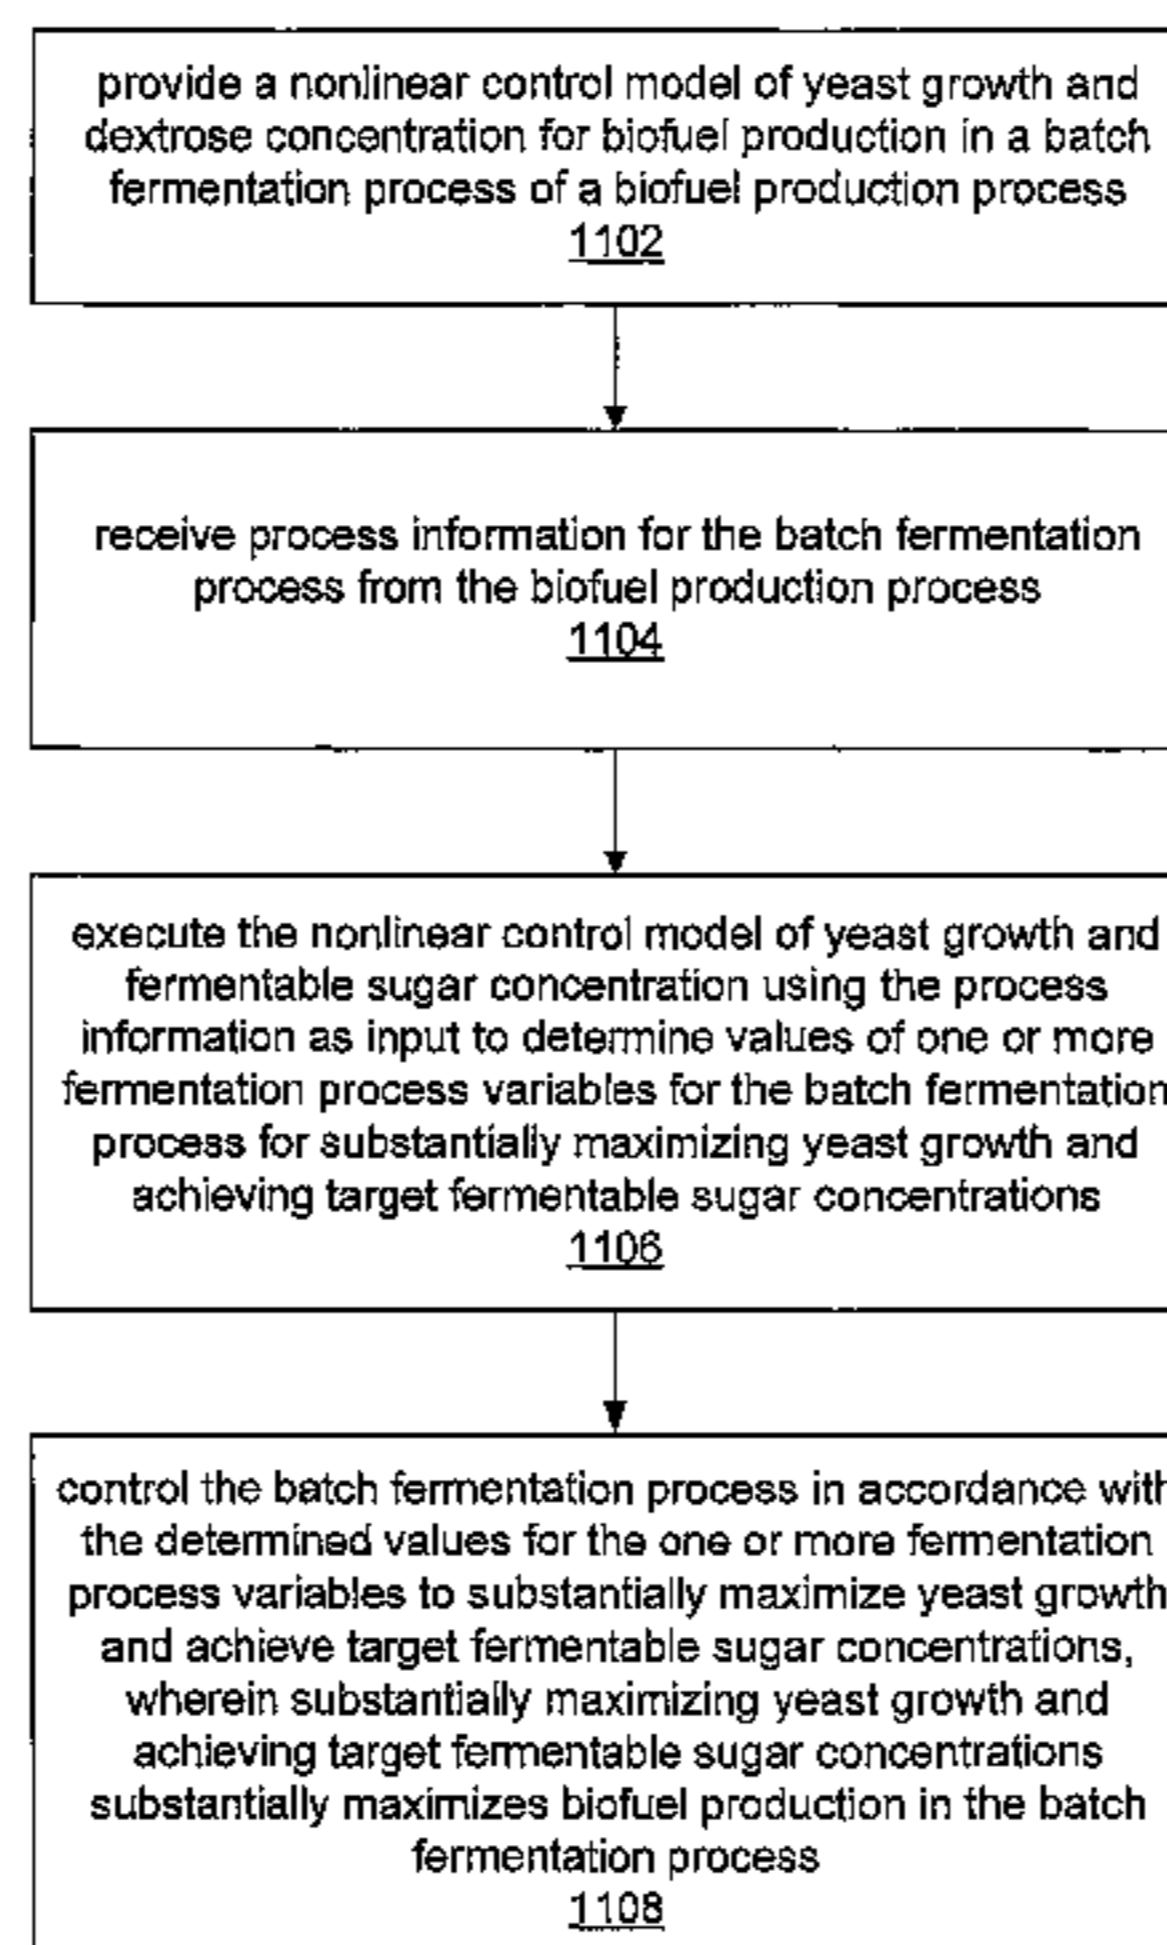 provide a nonlinear control model of yeast growth and
dextrose concentration for biofuel production in a batch
fermentation process of a biofuel production process
1102
receive process information for the batch fermentation
process from the biofuel production process
1104
execute the nonlinear control model of yeast growth and
fermentable sugar concentration using the process
information as input to determine values of one or more
fermentation process variables for the batch fermentation
process for substantially maximizing yeast growth and
achieving target fermentable sugar concentrations
1106
control the batch fermentation process in accordance with
the determined values for the one or more fermentation
process variables to substantially maximize yeast growth
and achieve target fermentable sugar concentrations,
wherein substantially maximizing yeast growth and
achieving target fermentable sugar concentrations
substantially maximizes biofuel production in the batch
fermentation process
1108